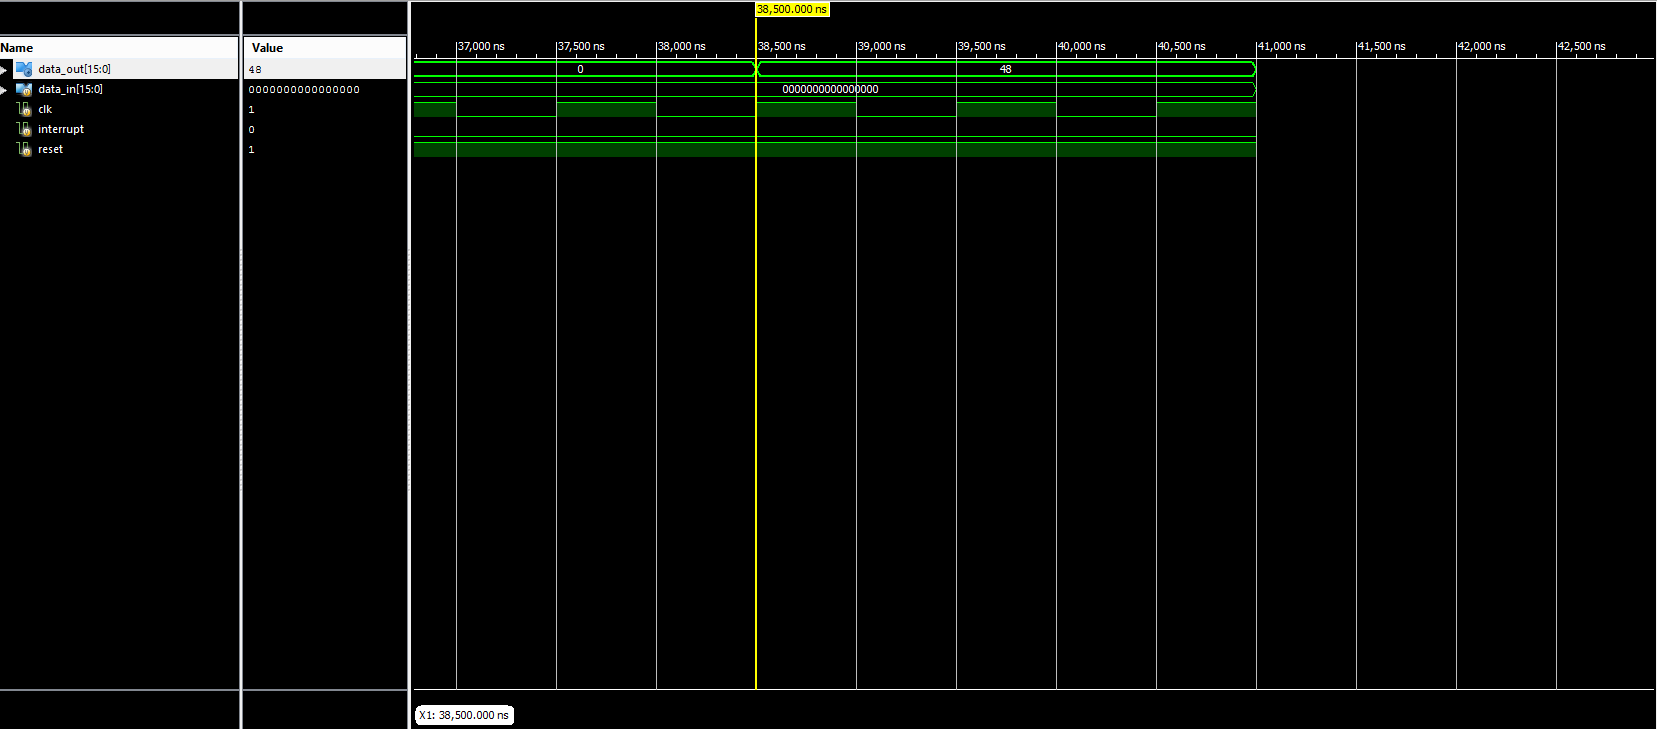 38,500.000 ns
Name Value
37,000 ns 37,500 ns 38,000 ns 38,500 ns 39,000 ns 39,500 ns 40,000 ns 40,500 ns 41,000 ns 41,500 ns 42,000 ns 42,500 ns
data_out[15:0] 48 0 48
data_in[15:0] 0000000000000000 0000000000000000
clk 1
interrupt 0
reset 1
X1: 38,500.000 ns